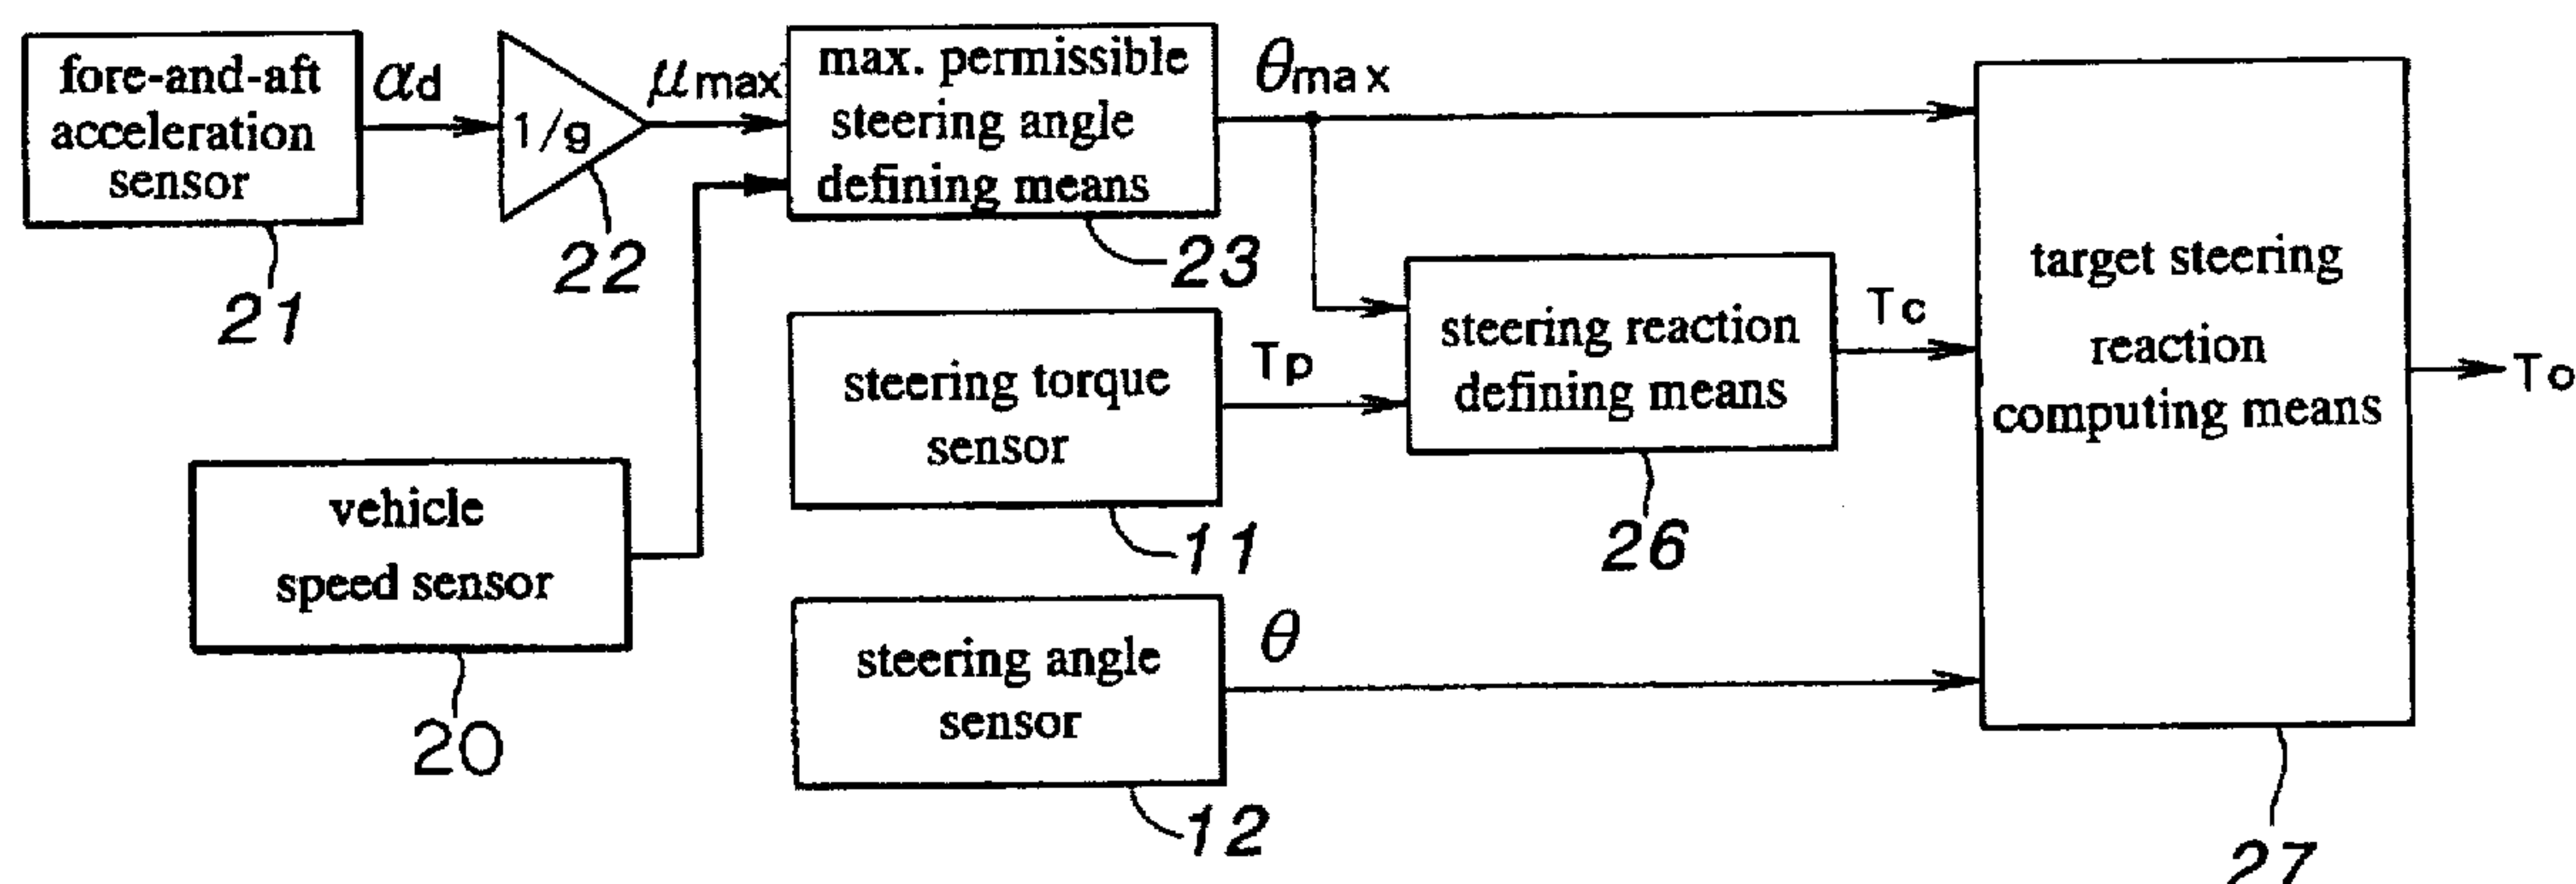 fore-and-aft
acceleration
sensor
21
αd
1/g
22
μmax
max. permissible
steering angle
defining means
23
θmax
vehicle
speed sensor
20
steering torque
sensor
11
Tp
steering reaction
defining means
26
Tc
steering angle
sensor
12
θ
target steering
reaction
computing means
27
To